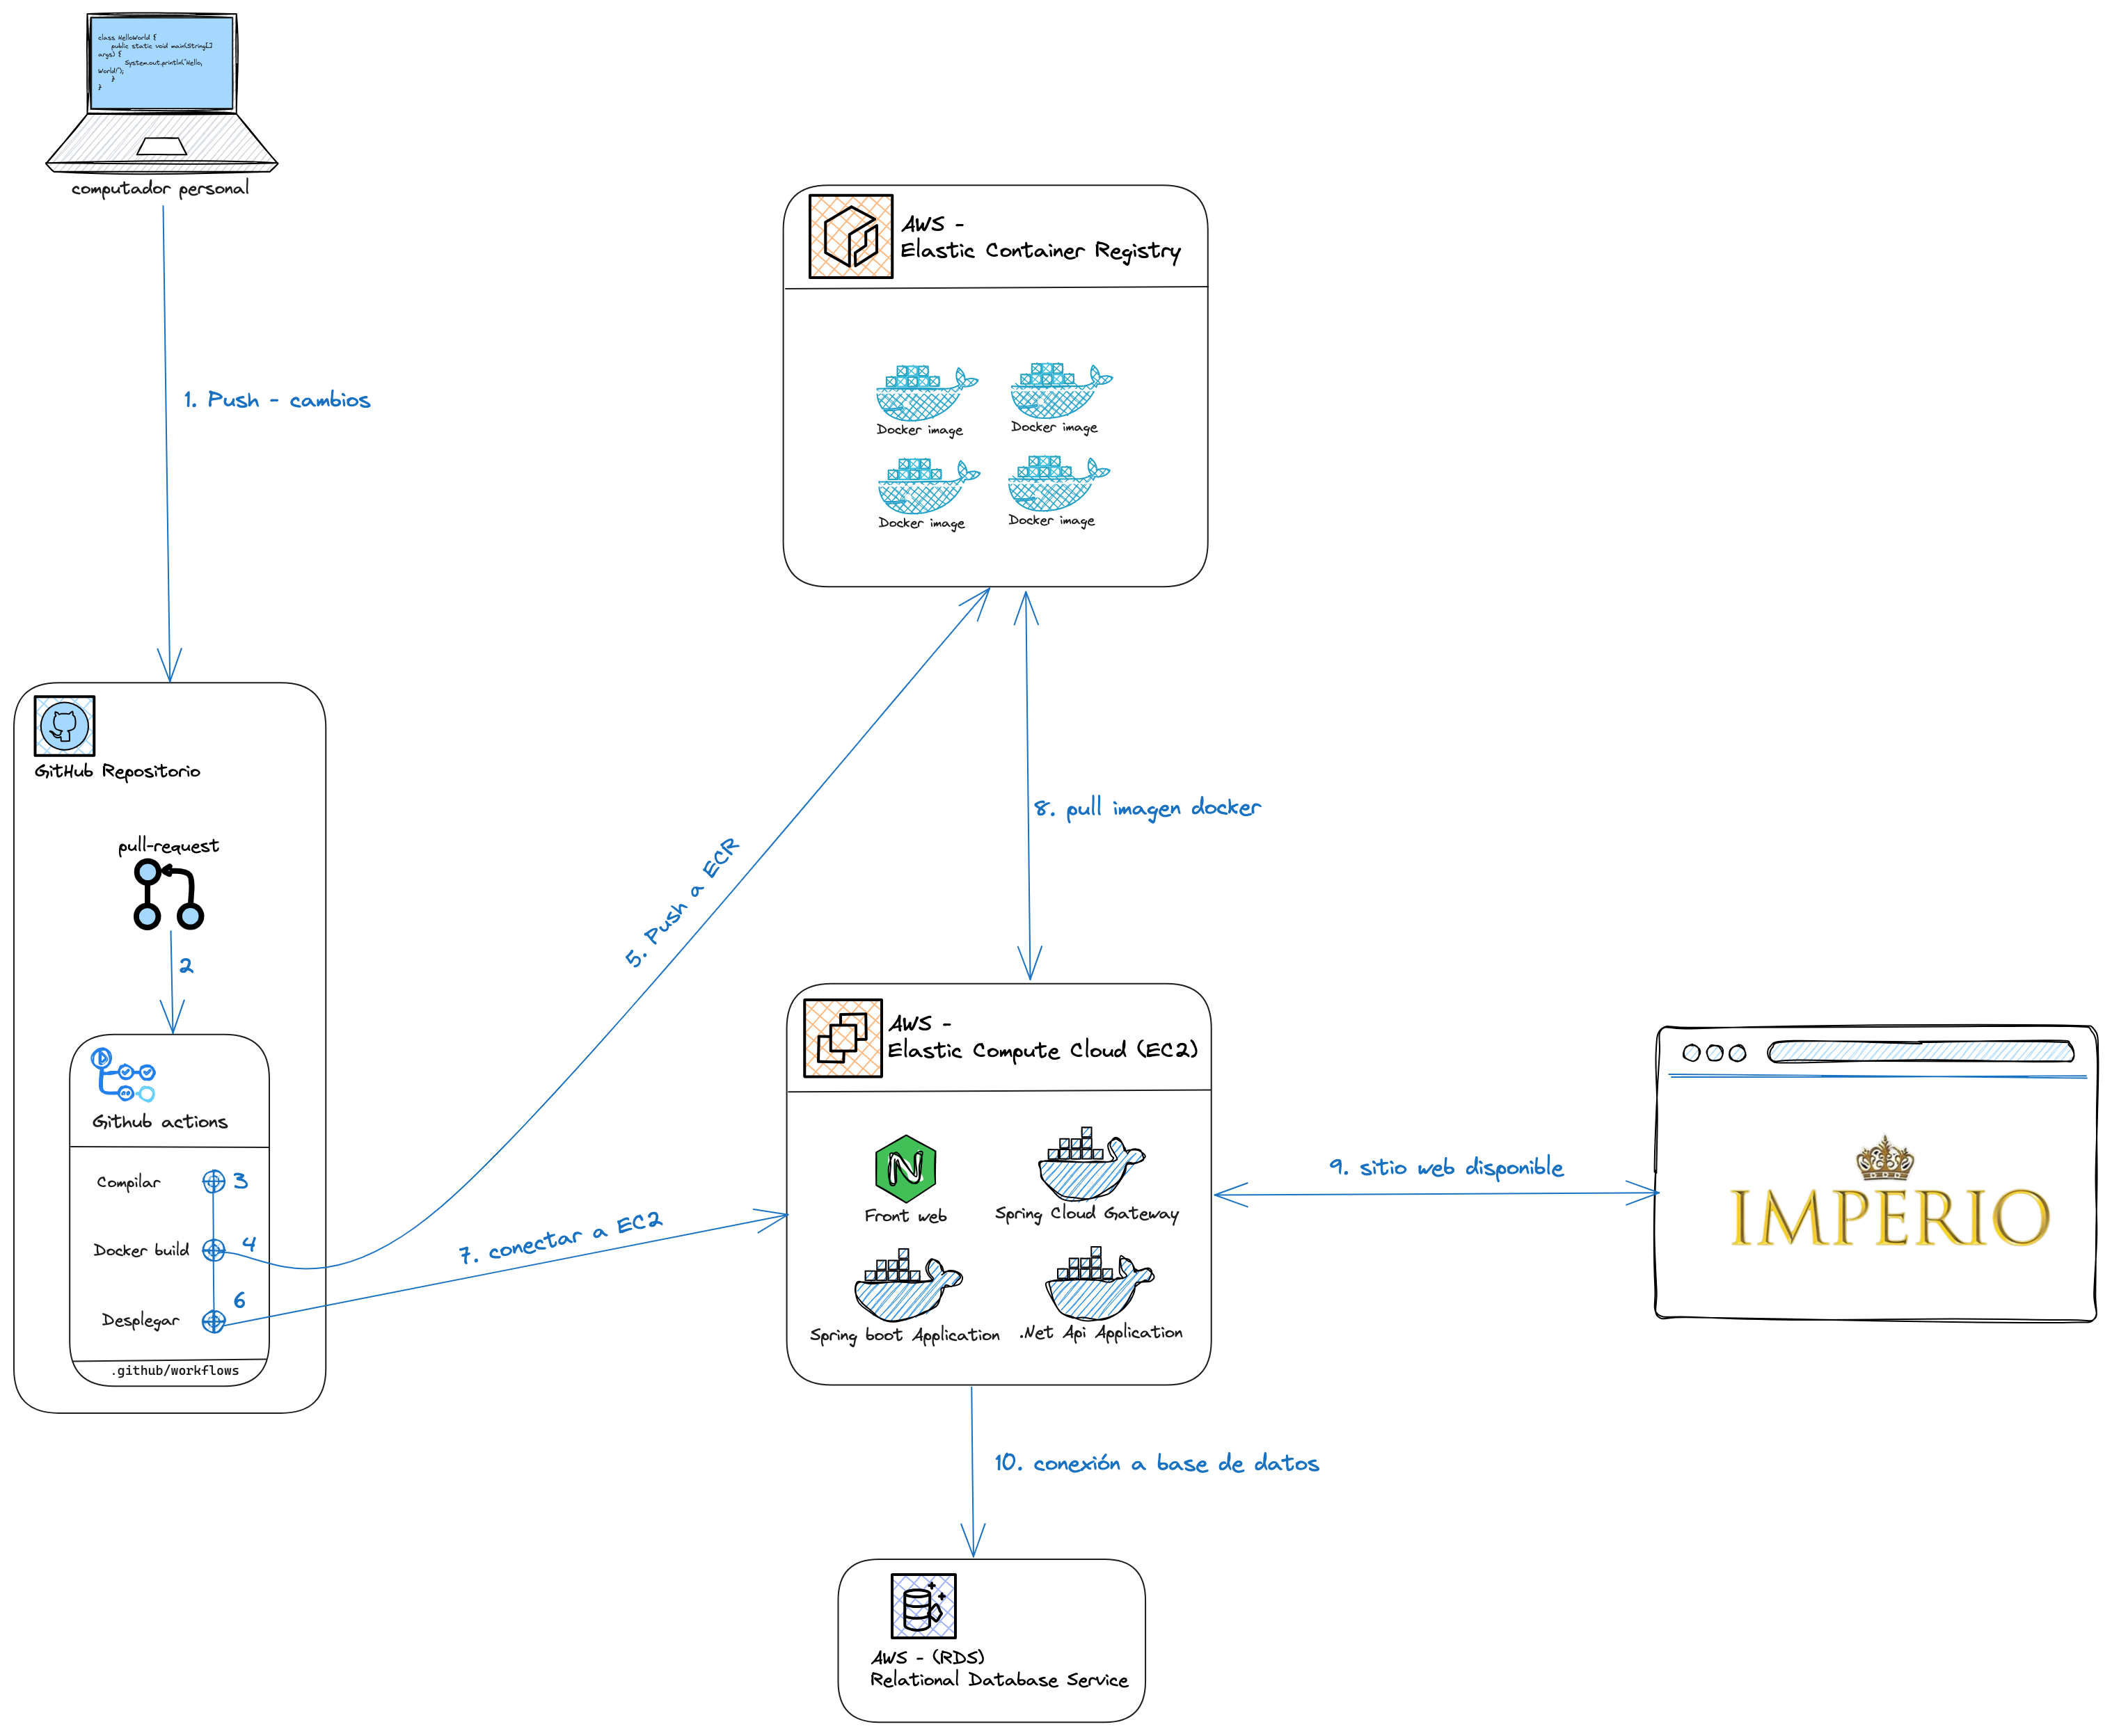 class HelloWorld {
public static void main(String[]
args) {
System.out.println("Hello,
World!");
}
}
computador personal
1. Push - cambios
AWS -
Elastic Container Registry
Docker image
Docker image
Docker image
Docker image
GitHub Repositorio
pull-request
2
Github actions
Compilar
3
Docker build
4
Desplegar
6
.github/workflows
5. Push a ECR
7. conectar a EC2
8. pull imagen docker
AWS -
Elastic Compute Cloud (EC2)
N
Front web
Spring Cloud Gateway
Spring boot Application
.Net Api Application
9. sitio web disponible
IMPERIO
10. conexión a base de datos
AWS - (RDS)
Relational Database Service